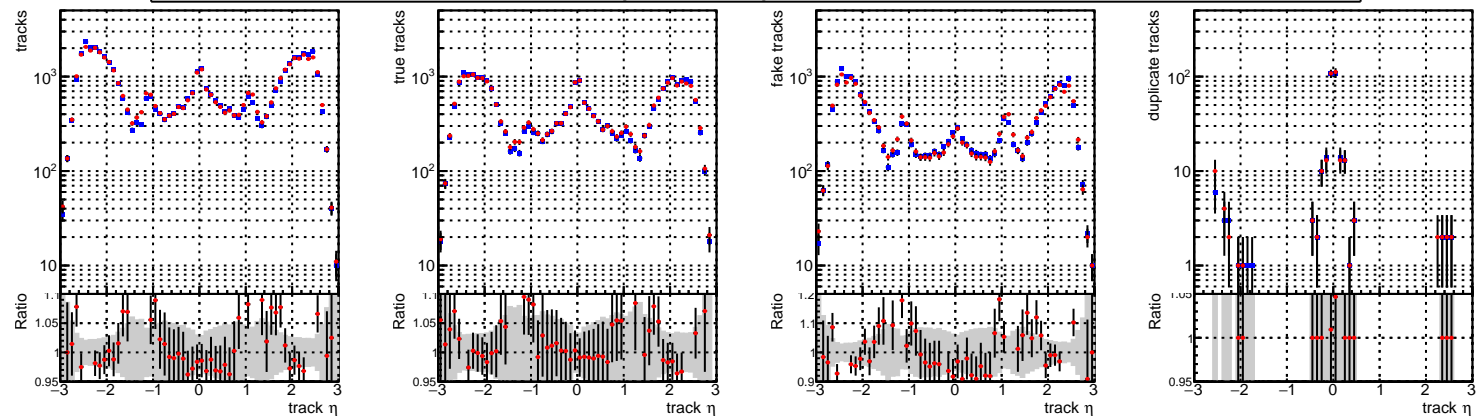 tracks
10³
10²
10
Ratio
1.1
1.05
1
0.95
−3 −2 −1 0 1 2 3
track η
true tracks
10³
10²
10
Ratio
1.1
1.05
1
0.95
−3 −2 −1 0 1 2 3
track η
fake tracks
10³
10²
10
Ratio
1.2
1.1
1
0.9
−3 −2 −1 0 1 2 3
track η
duplicate tracks
10²
10
1
Ratio
1.05
1
0.95
−3 −2 −1 0 1 2 3
track η